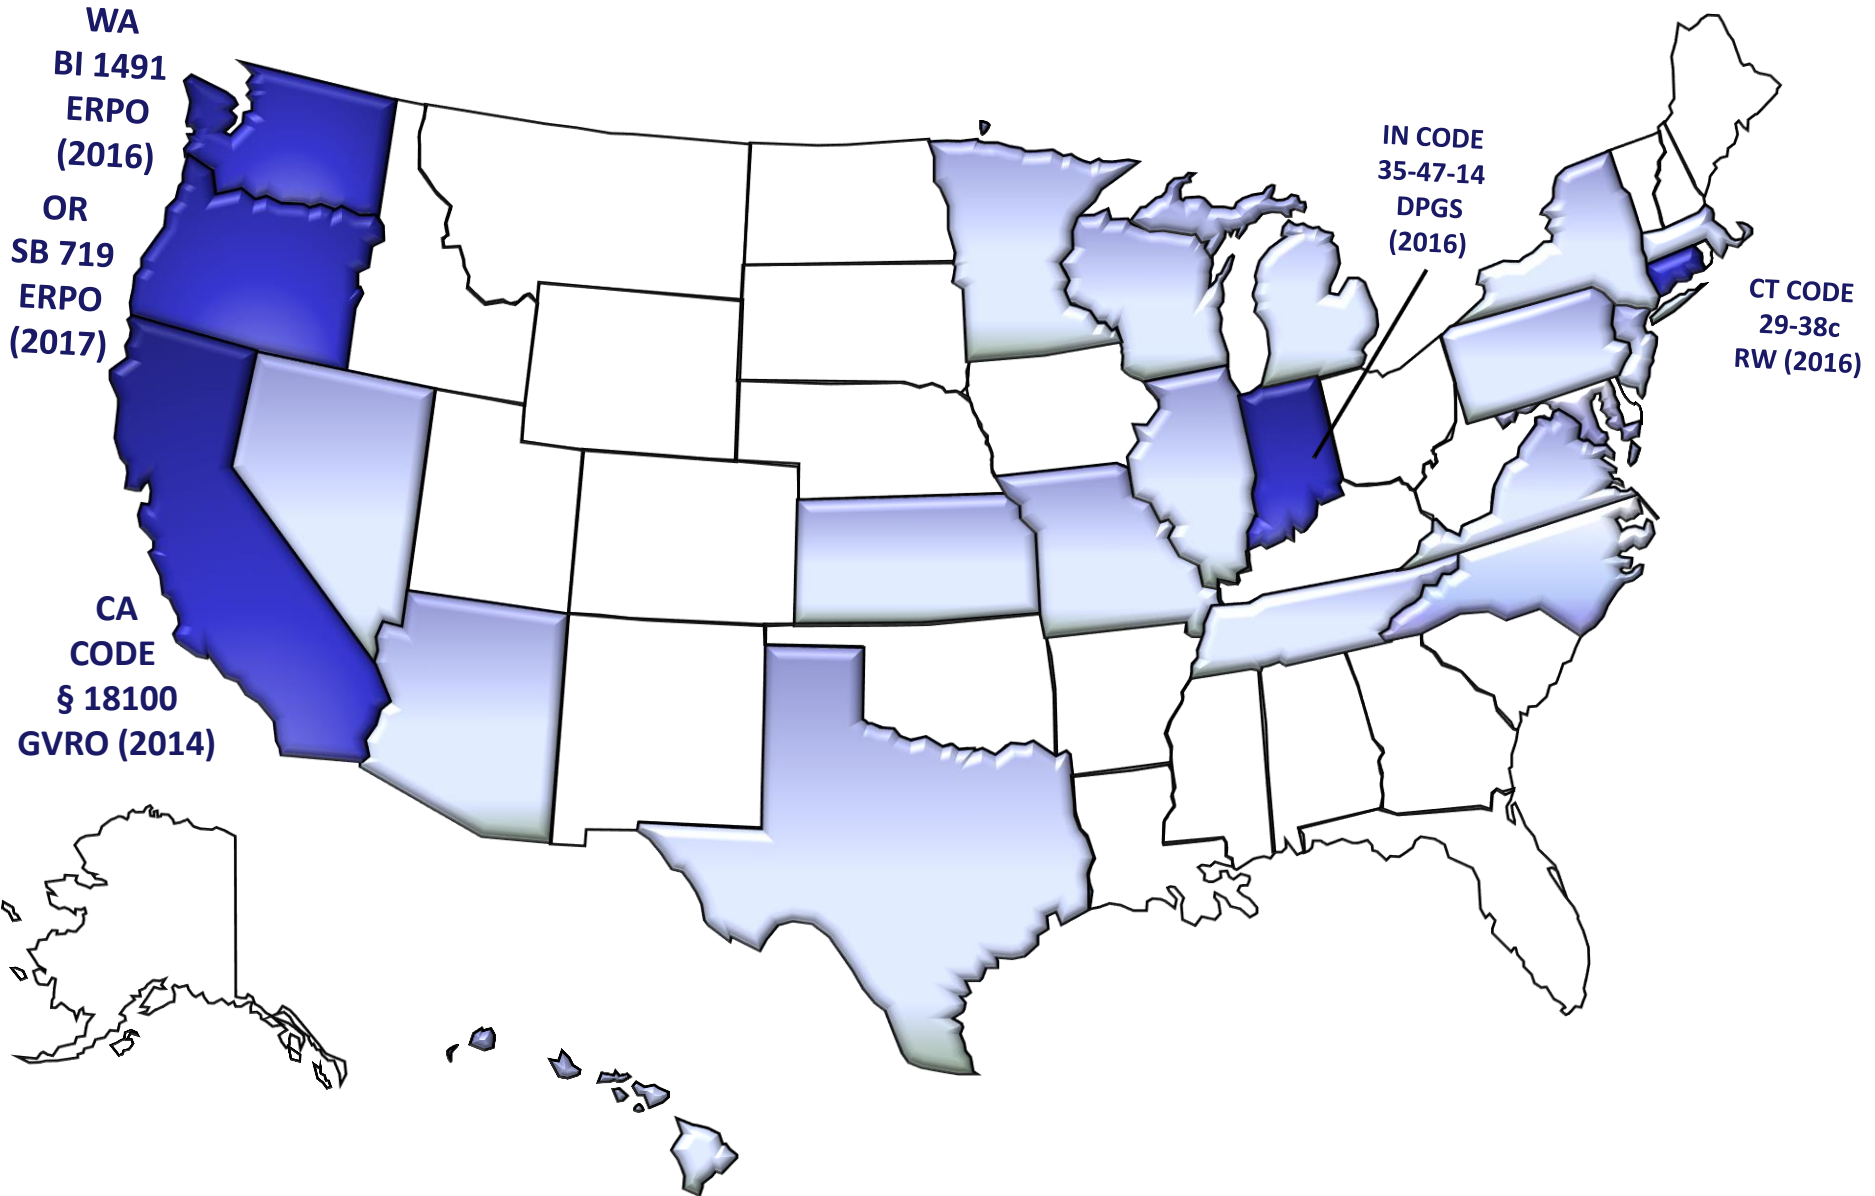 WA
BI 1491
ERPO
(2016)
OR
SB 719
ERPO
(2017)
CA
CODE
§ 18100
GVRO (2014)
IN CODE
35-47-14
DPGS
(2016)
CT CODE
29-38c
RW (2016)